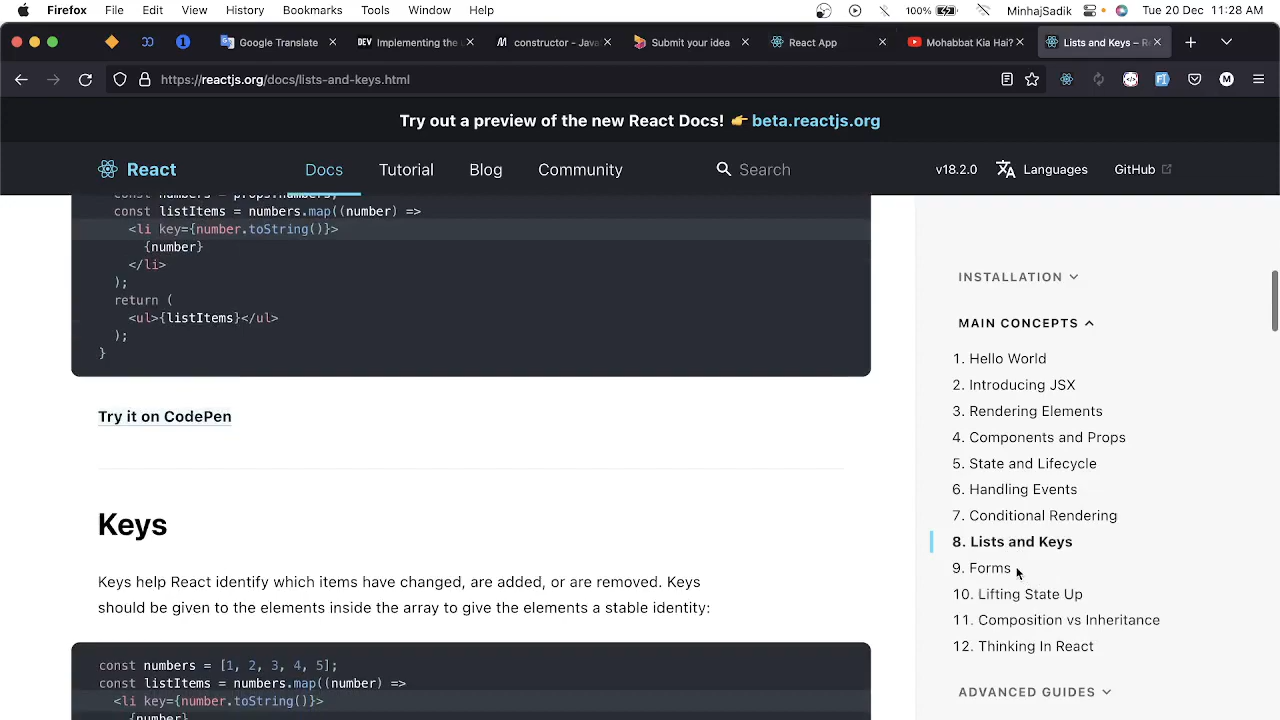 Firefox File Edit View History Bookmarks Tools Window Help 100% MinhajSadik Tue 20 Dec 11:28 AM
Google Translate DEV Implementing the constructor - Java Submit your idea React App Mohabbat Kia Hai? Lists and Keys – Re
https://reactjs.org/docs/lists-and-keys.html
Try out a preview of the new React Docs! 👉 beta.reactjs.org
React Docs Tutorial Blog Community Search v18.2.0 Languages GitHub
const numbers = props.numbers;
const listItems = numbers.map((number) =>
<li key={number.toString()}>
{number}
</li>
);
return (
<ul>{listItems}</ul>
);
}
Try it on CodePen
Keys
Keys help React identify which items have changed, are added, or are removed. Keys
should be given to the elements inside the array to give the elements a stable identity:
const numbers = [1, 2, 3, 4, 5];
const listItems = numbers.map((number) =>
<li key={number.toString()}>
{number}
INSTALLATION
MAIN CONCEPTS
1. Hello World
2. Introducing JSX
3. Rendering Elements
4. Components and Props
5. State and Lifecycle
6. Handling Events
7. Conditional Rendering
8. Lists and Keys
9. Forms
10. Lifting State Up
11. Composition vs Inheritance
12. Thinking In React
ADVANCED GUIDES